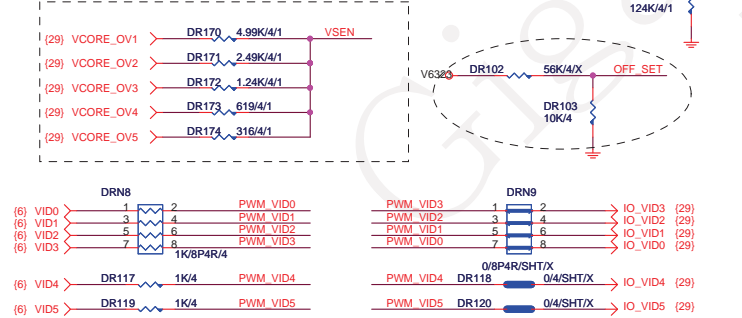 124K/4/1
{29} VCORE_OV1 DR170 4.99K/4/1 VSEN
{29} VCORE_OV2 DR171 2.49K/4/1
{29} VCORE_OV3 DR172 1.24K/4/1
{29} VCORE_OV4 DR173 619/4/1
{29} VCORE_OV5 DR174 316/4/1
V6323 DR102 56K/4/X OFF_SET
DR103
10K/4
DRN8
{6} VID0 1 2 PWM_VID0
{6} VID1 3 4 PWM_VID1
{6} VID2 5 6 PWM_VID2
{6} VID3 7 8 PWM_VID3
1K/8P4R/4
{6} VID4 DR117 1K/4 PWM_VID4
{6} VID5 DR119 1K/4 PWM_VID5
DRN9
PWM_VID3 1 2 IO_VID3 {29}
PWM_VID2 3 4 IO_VID2 {29}
PWM_VID1 5 6 IO_VID1 {29}
PWM_VID0 7 8 IO_VID0 {29}
0/8P4R/SHT/X
PWM_VID4 DR118 0/4/SHT/X IO_VID4 {29}
PWM_VID5 DR120 0/4/SHT/X IO_VID5 {29}